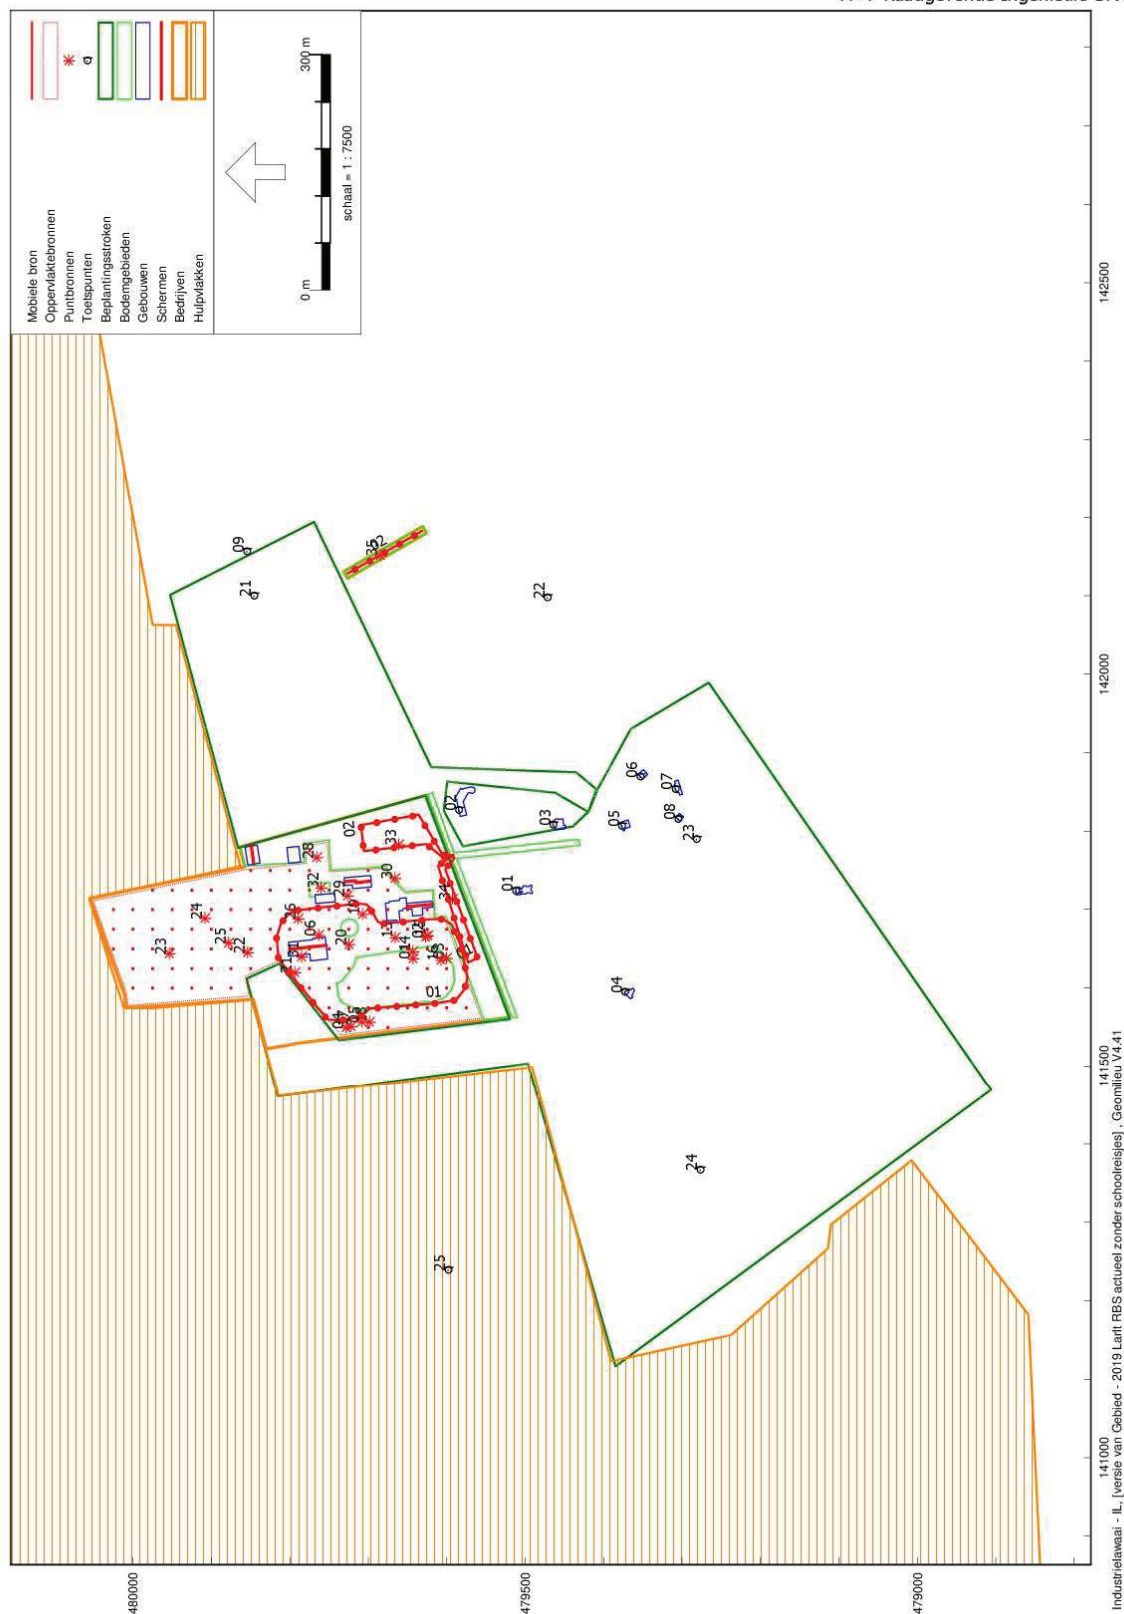 Mobiele bron
Oppervlaktebronnen
Puntbronnen
Toetspunten
Beplantingsstroken
Bodemgebieden
Gebouwen
Schermen
Bedrijven
Hulpvlakken
0 m
300 m
schaal = 1 : 7500
480000
479500
479000
141000
141500
142000
142500
23
24
25
22
21
09
28
32
29
26
06
20
02
33
30
34
01
35
22
02
03
01
05
06
07
08
23
04
24
25
Industrielawaai - IL, [versie van Gebied - 2019 Larlt RBS actueel zonder schoolreisjes] , Geomilieu V4.41